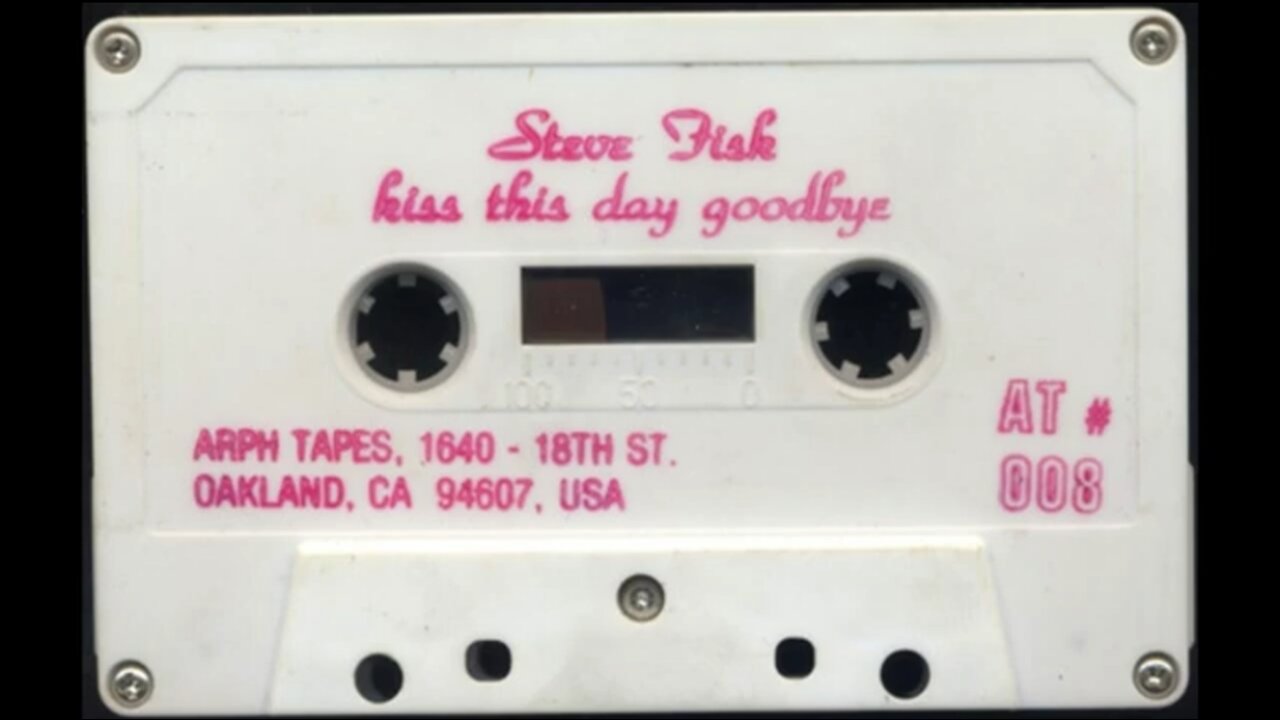 Steve Fisk
kiss this day goodbye
100 50 0
ARPH TAPES, 1640 - 18TH ST.
OAKLAND, CA 94607, USA
AT #
008